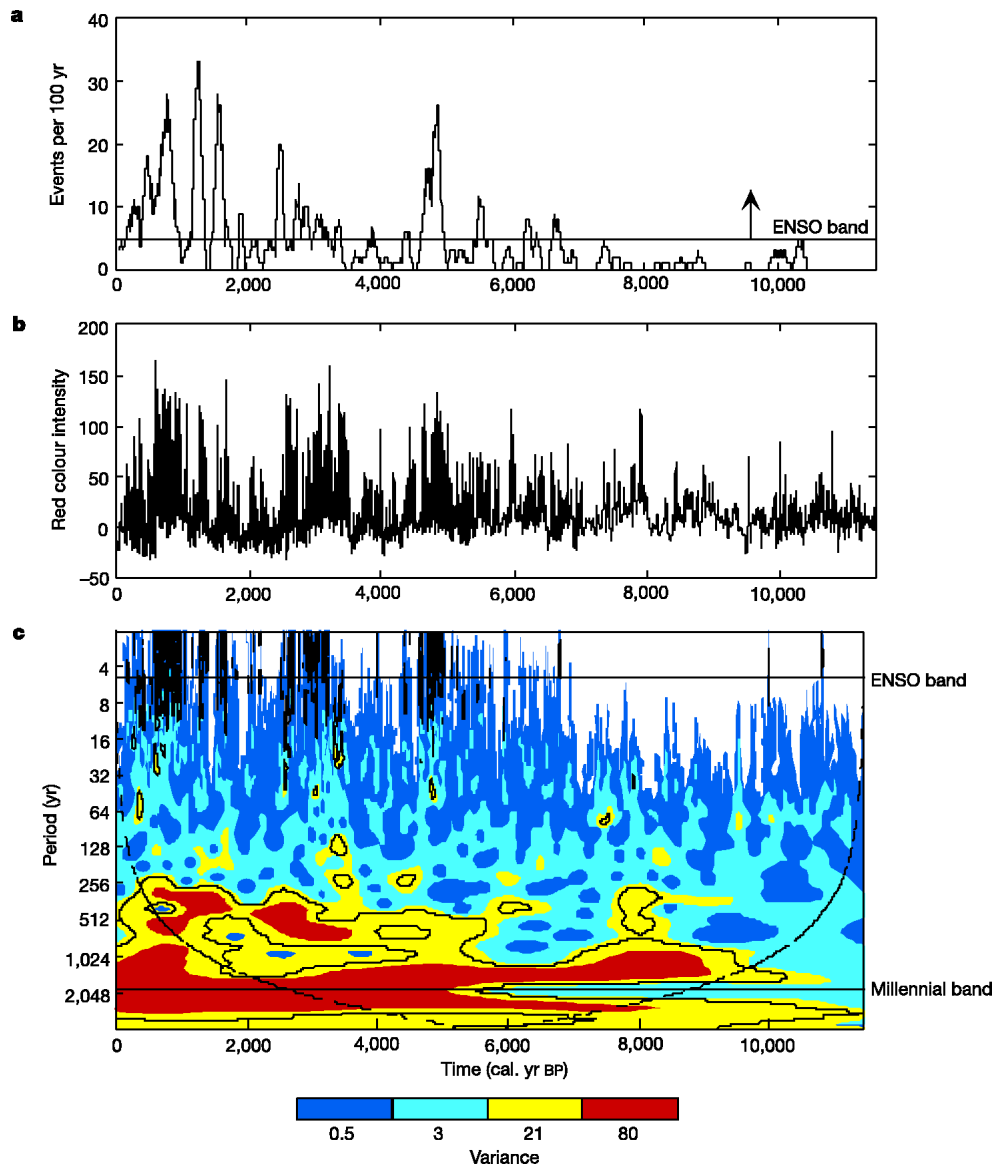 a
40
30
20
10
0
Events per 100 yr
ENSO band
0 2,000 4,000 6,000 8,000 10,000
b
200
150
100
50
0
–50
Red colour intensity
0 2,000 4,000 6,000 8,000 10,000
c
4
8
16
32
64
128
256
512
1,024
2,048
Period (yr)
ENSO band
Millennial band
0 2,000 4,000 6,000 8,000 10,000
Time (cal. yr BP)
0.5 3 21 80
Variance